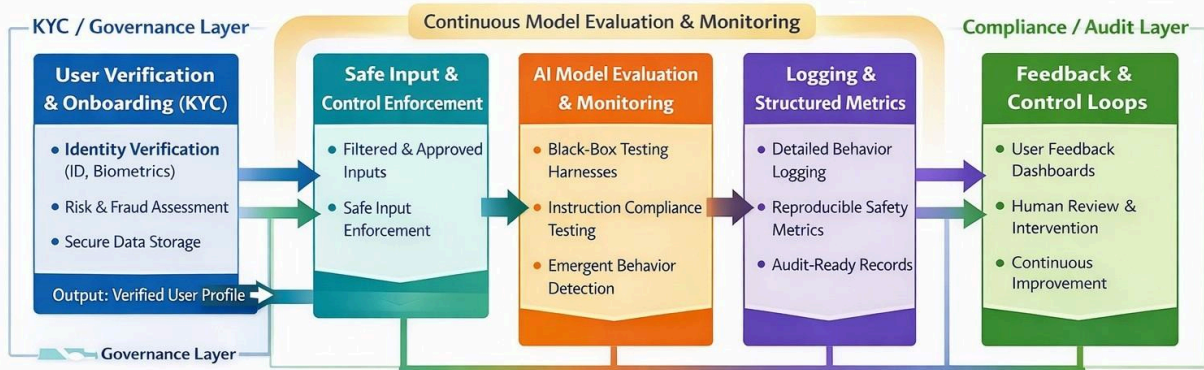 KYC / Governance Layer
Continuous Model Evaluation & Monitoring
Compliance / Audit Layer
User Verification
& Onboarding (KYC)
• Identity Verification
(ID, Biometrics)
• Risk & Fraud Assessment
• Secure Data Storage
Output: Verified User Profile
Governance Layer
Safe Input &
Control Enforcement
• Filtered & Approved
Inputs
• Safe Input
Enforcement
AI Model Evaluation
& Monitoring
• Black-Box Testing
Harnesses
• Instruction Compliance
Testing
• Emergent Behavior
Detection
Logging &
Structured Metrics
• Detailed Behavior
Logging
• Reproducible Safety
Metrics
• Audit-Ready Records
Feedback &
Control Loops
• User Feedback
Dashboards
• Human Review &
Intervention
• Continuous
Improvement